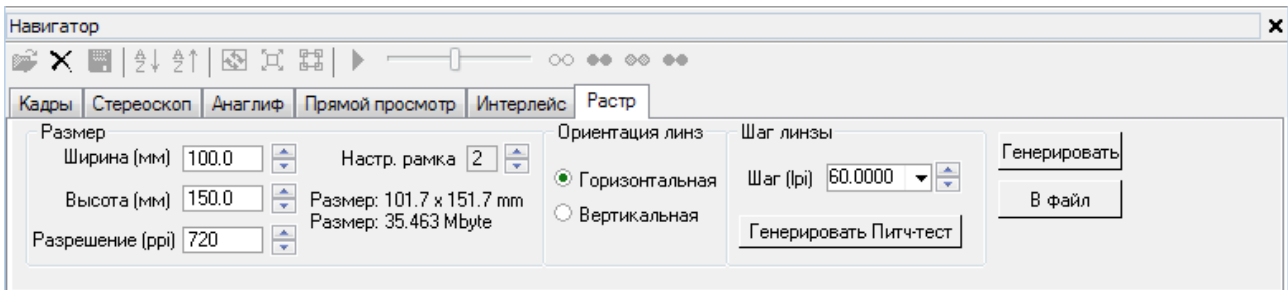 Навигатор
Кадры Стереоскоп Анаглиф Прямой просмотр Интерлейс Растр
Размер
Ширина (мм) 100.0 Настр. рамка 2
Высота (мм) 150.0 Размер: 101.7 x 151.7 mm
Размер: 35.463 Mbyte
Разрешение (ppi) 720
Ориентация линз
Горизонтальная
Вертикальная
Шаг линзы
Шаг (lpi) 60.0000
Генерировать Питч-тест
Генерировать
В файл